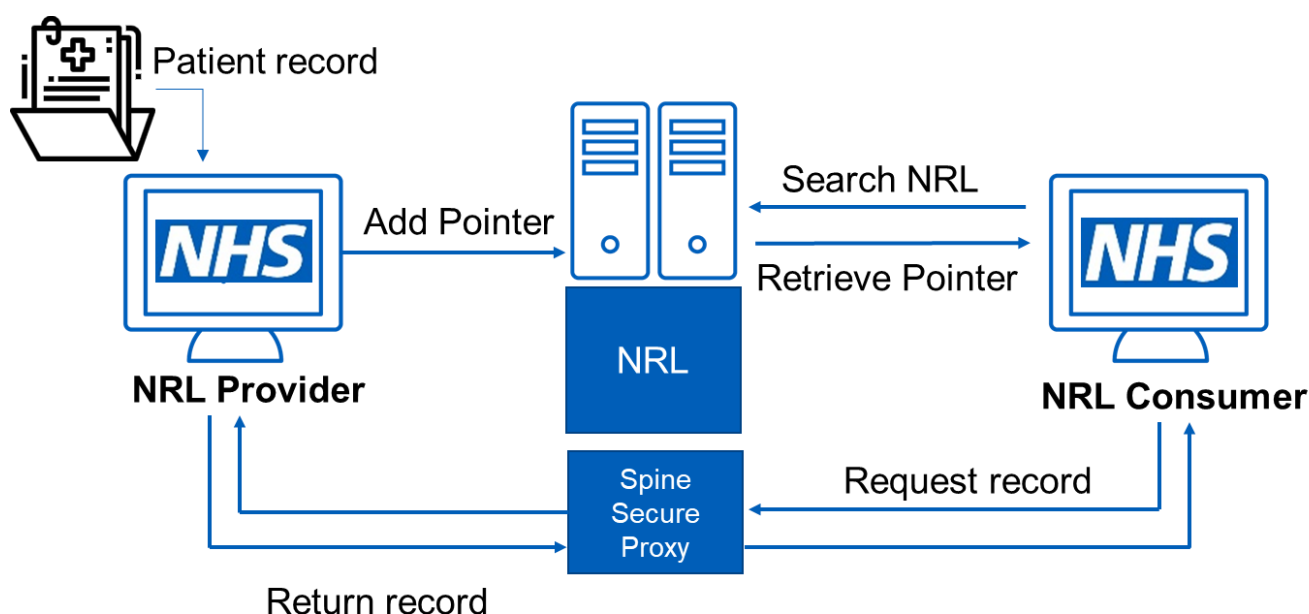 Patient record
Search NRL
Add Pointer
NHS
NHS
Retrieve Pointer
NRL
NRL Provider
NRL Consumer
Spine
Secure
Proxy
Request record
Return record